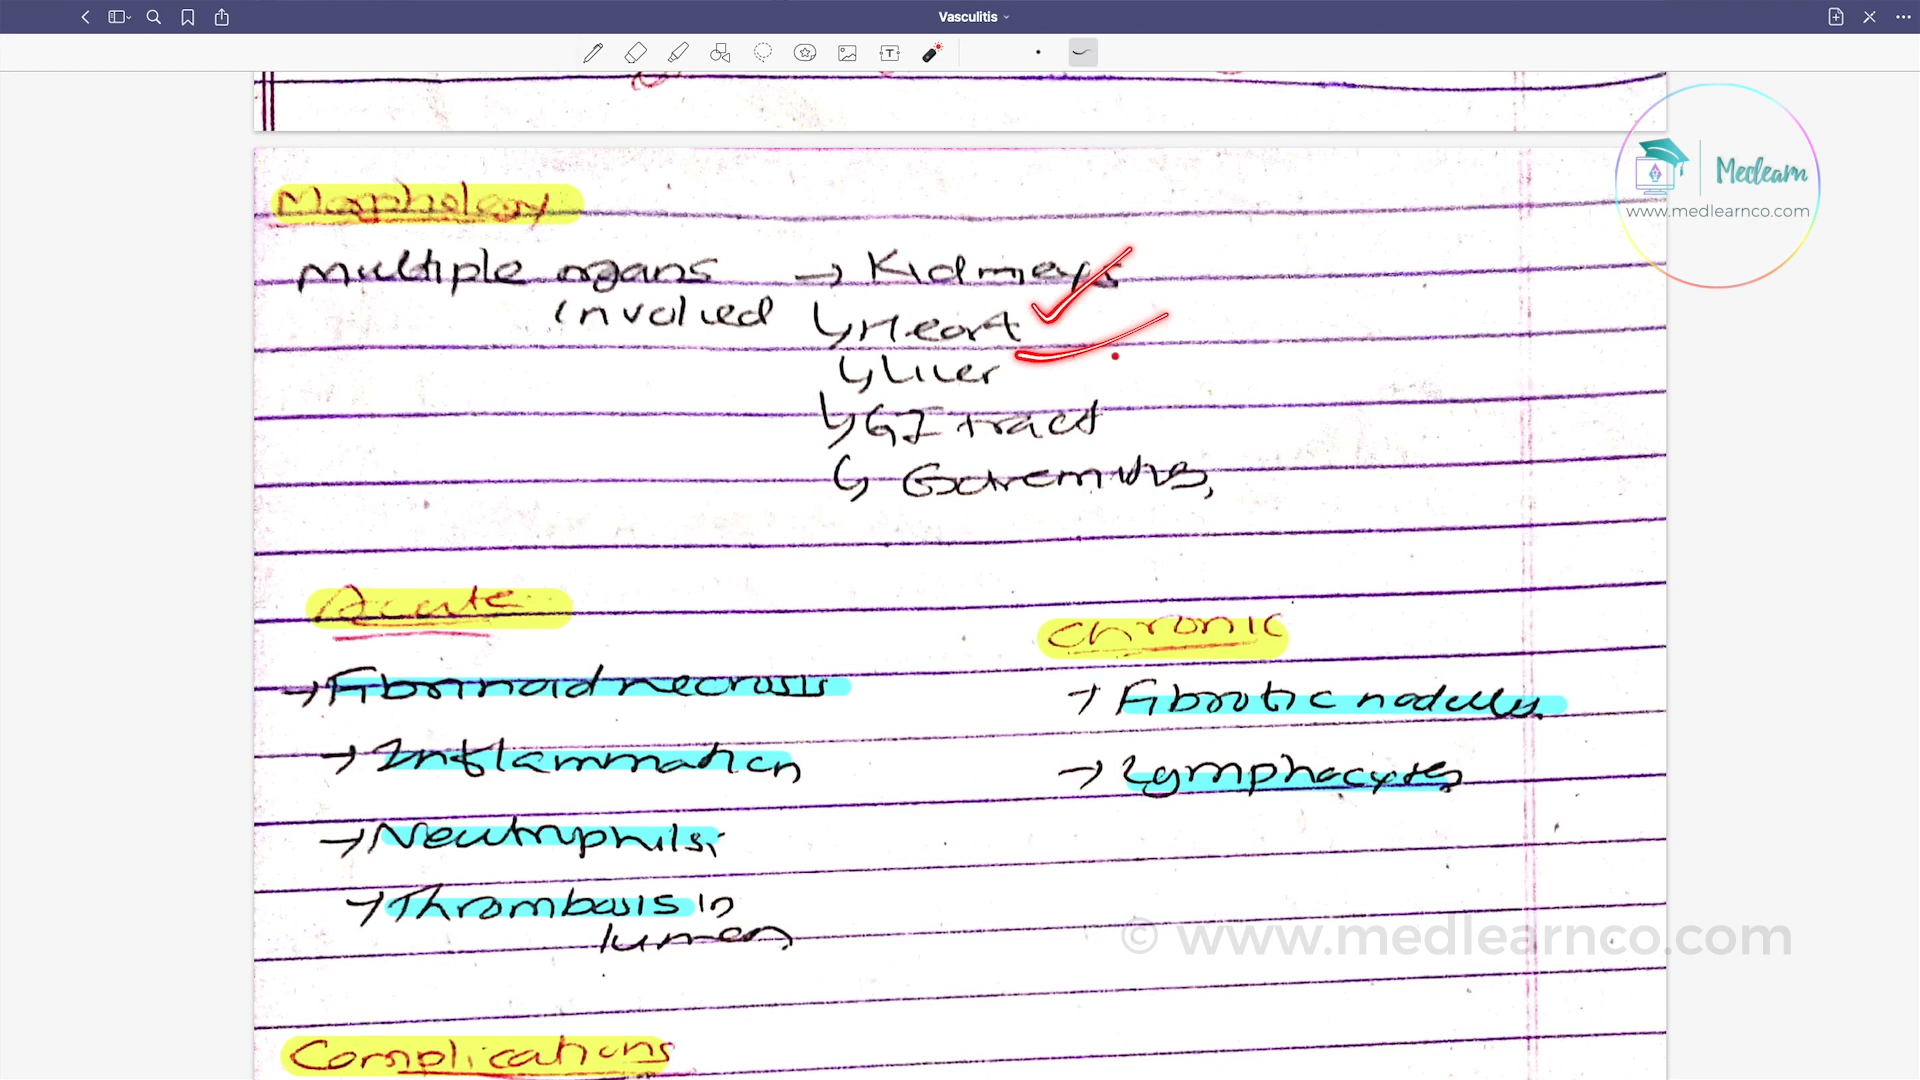 Vasculitis
Medlearn
www.medlearnco.com
Morphology
Multiple organs → Kidneys
involved ↳ Heart
↳ Liver
↳ GI tract
↳ Extremities,
Acute
Chronic
→ Fibrinoid necrosis
→ Fibrotic nodules.
→ Inflammation
→ Lymphocytes,
→ Neutrophils,
→ Thrombosis in
lumen,
© www.medlearnco.com
Complications